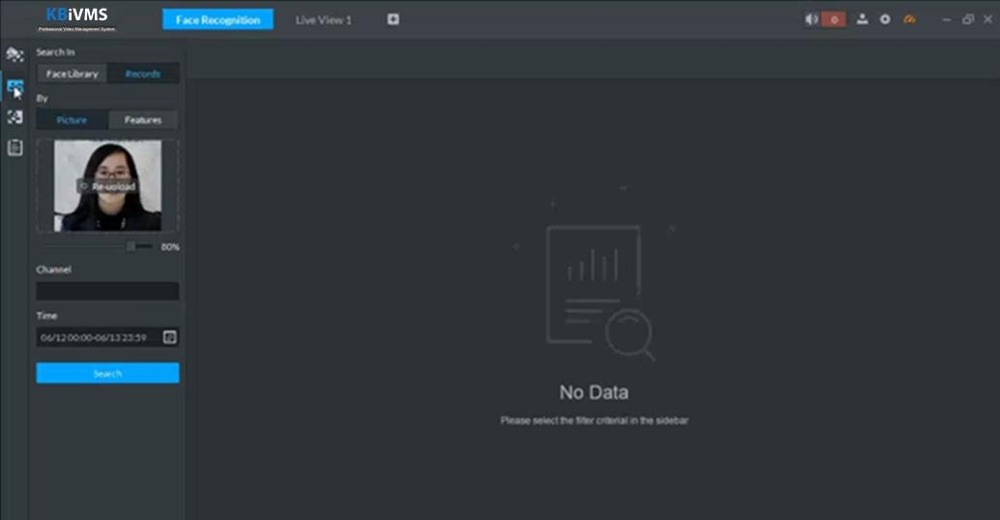 KBiVMS
Professional Video Management System
Face Recognition
Live View 1
0
Search In
Face Library
Records
By
Picture
Features
Re-upload
80%
Channel
Time
06/12 00:00-06/13 23:59
Search
No Data
Please select the filter criterial in the sidebar